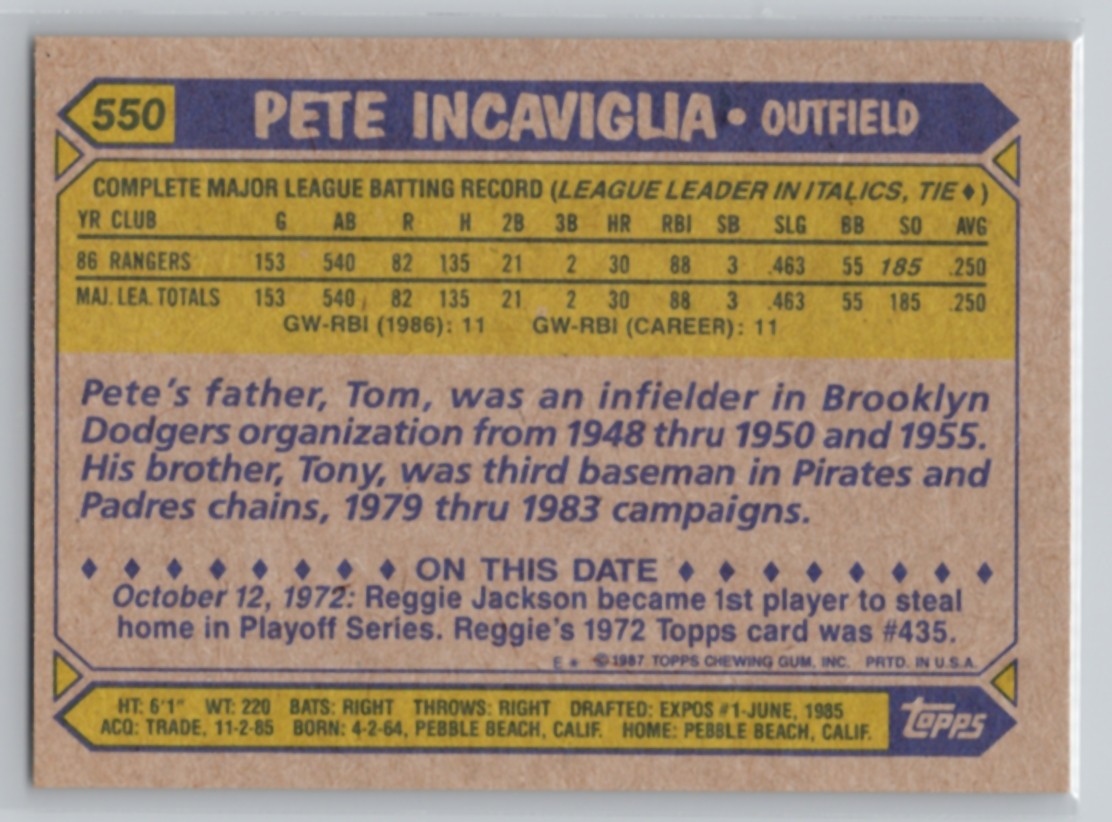 550 PETE INCAVIGLIA • OUTFIELD
COMPLETE MAJOR LEAGUE BATTING RECORD (LEAGUE LEADER IN ITALICS, TIE ♦)
YR CLUB G AB R H 2B 3B HR RBI SB SLG BB SO AVG
86 RANGERS 153 540 82 135 21 2 30 88 3 .463 55 185 .250
MAJ. LEA. TOTALS 153 540 82 135 21 2 30 88 3 .463 55 185 .250
GW-RBI (1986): 11 GW-RBI (CAREER): 11
Pete's father, Tom, was an infielder in Brooklyn
Dodgers organization from 1948 thru 1950 and 1955.
His brother, Tony, was third baseman in Pirates and
Padres chains, 1979 thru 1983 campaigns.
♦ ♦ ♦ ♦ ♦ ♦ ♦ ♦ ON THIS DATE ♦ ♦ ♦ ♦ ♦ ♦ ♦ ♦
October 12, 1972: Reggie Jackson became 1st player to steal
home in Playoff Series. Reggie's 1972 Topps card was #435.
E * ©1987 TOPPS CHEWING GUM, INC. PRTD. IN U.S.A.
HT: 6'1" WT: 220 BATS: RIGHT THROWS: RIGHT DRAFTED: EXPOS #1-JUNE, 1985
ACQ: TRADE, 11-2-85 BORN: 4-2-64, PEBBLE BEACH, CALIF. HOME: PEBBLE BEACH, CALIF.
topps